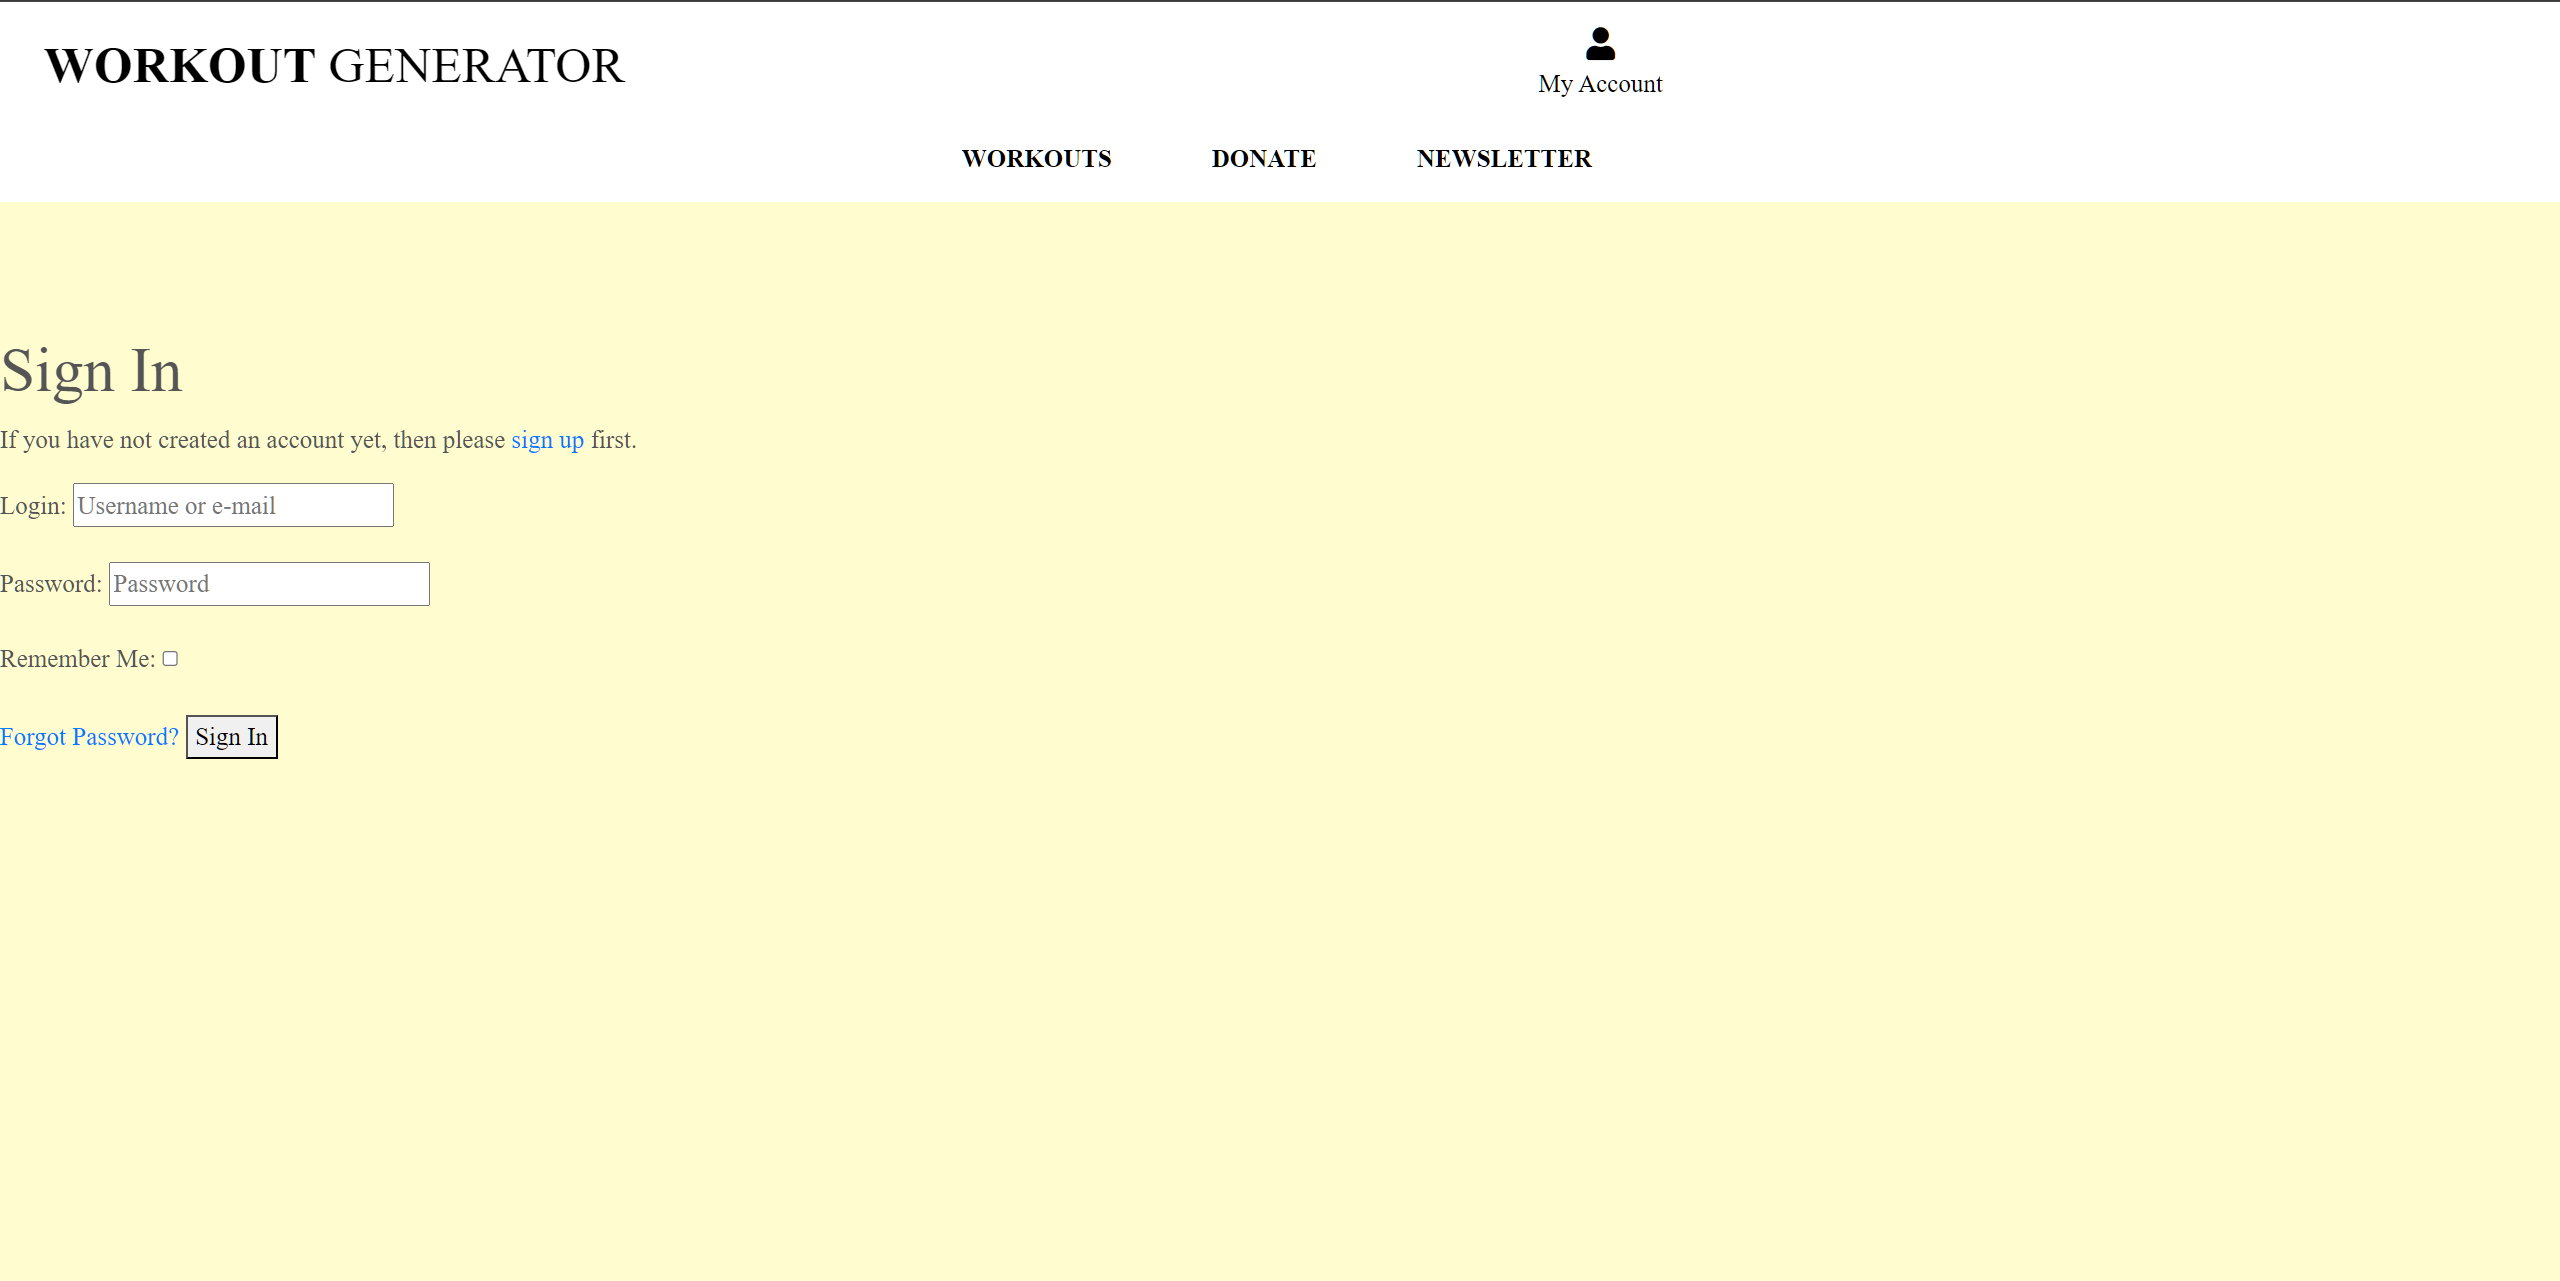 WORKOUT GENERATOR
My Account
WORKOUTS DONATE NEWSLETTER
Sign In
If you have not created an account yet, then please sign up first.
Login: Username or e-mail
Password: Password
Remember Me:
Forgot Password? Sign In